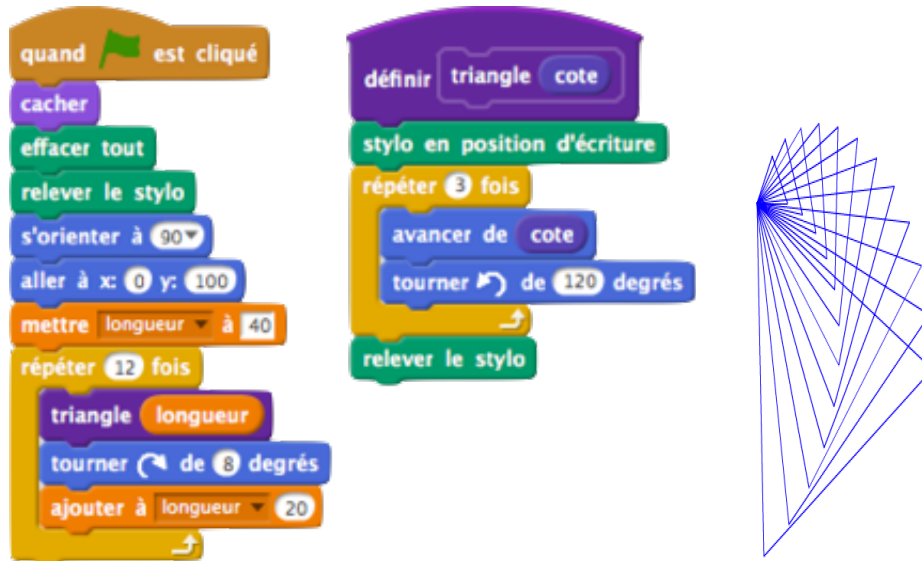 quand est cliqué
cacher
effacer tout
relever le stylo
s'orienter à 90
aller à x: 0 y: 100
mettre longueur à 40
répéter 12 fois
triangle longueur
tourner de 8 degrés
ajouter à longueur 20
définir triangle cote
stylo en position d'écriture
répéter 3 fois
avancer de cote
tourner de 120 degrés
relever le stylo